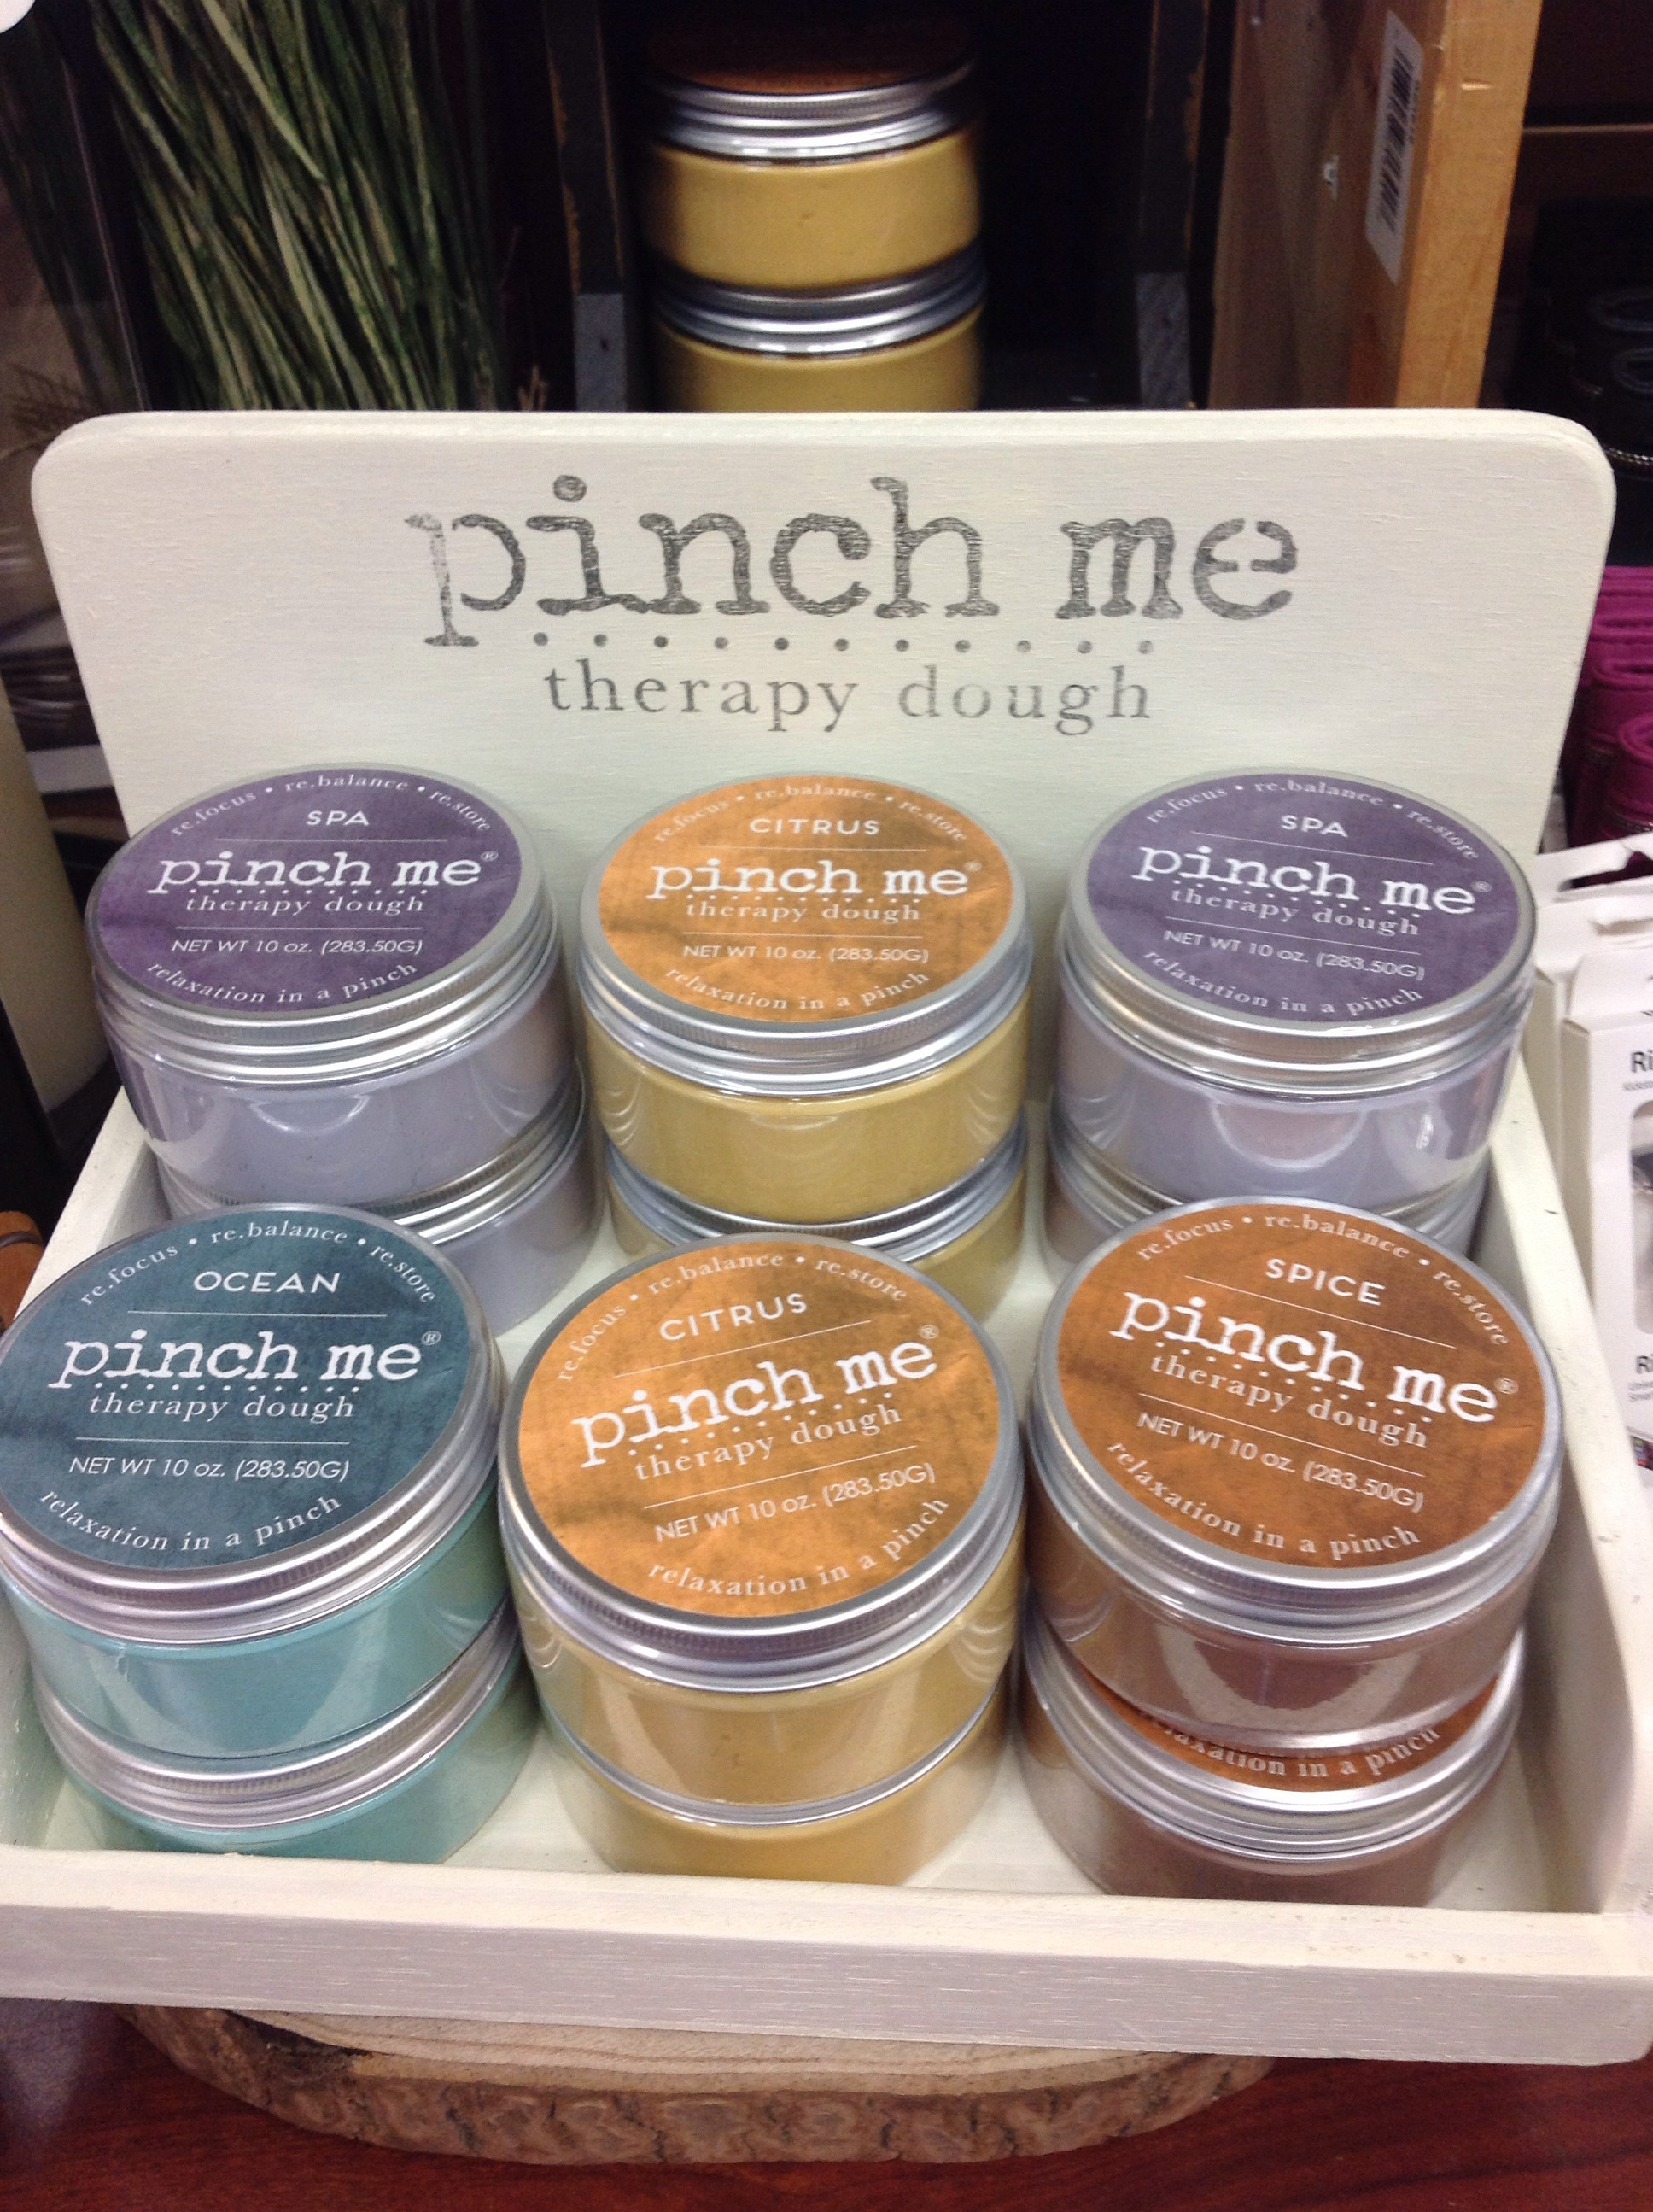 pinch me
therapy dough
re.focus • re.balance • re.store
SPA
pinch me®
therapy dough
NET WT 10 oz. (283.50G)
relaxation in a pinch
re.focus • re.balance • re.store
CITRUS
pinch me®
therapy dough
NET WT 10 oz. (283.50G)
relaxation in a pinch
re.focus • re.balance • re.store
SPA
pinch me®
therapy dough
NET WT 10 oz. (283.50G)
relaxation in a pinch
re.focus • re.balance • re.store
OCEAN
pinch me®
therapy dough
NET WT 10 oz. (283.50G)
relaxation in a pinch
re.focus • re.balance • re.store
CITRUS
pinch me®
therapy dough
NET WT 10 oz. (283.50G)
relaxation in a pinch
re.focus • re.balance • re.store
SPICE
pinch me®
therapy dough
NET WT 10 oz. (283.50G)
relaxation in a pinch
relaxation in a pinch